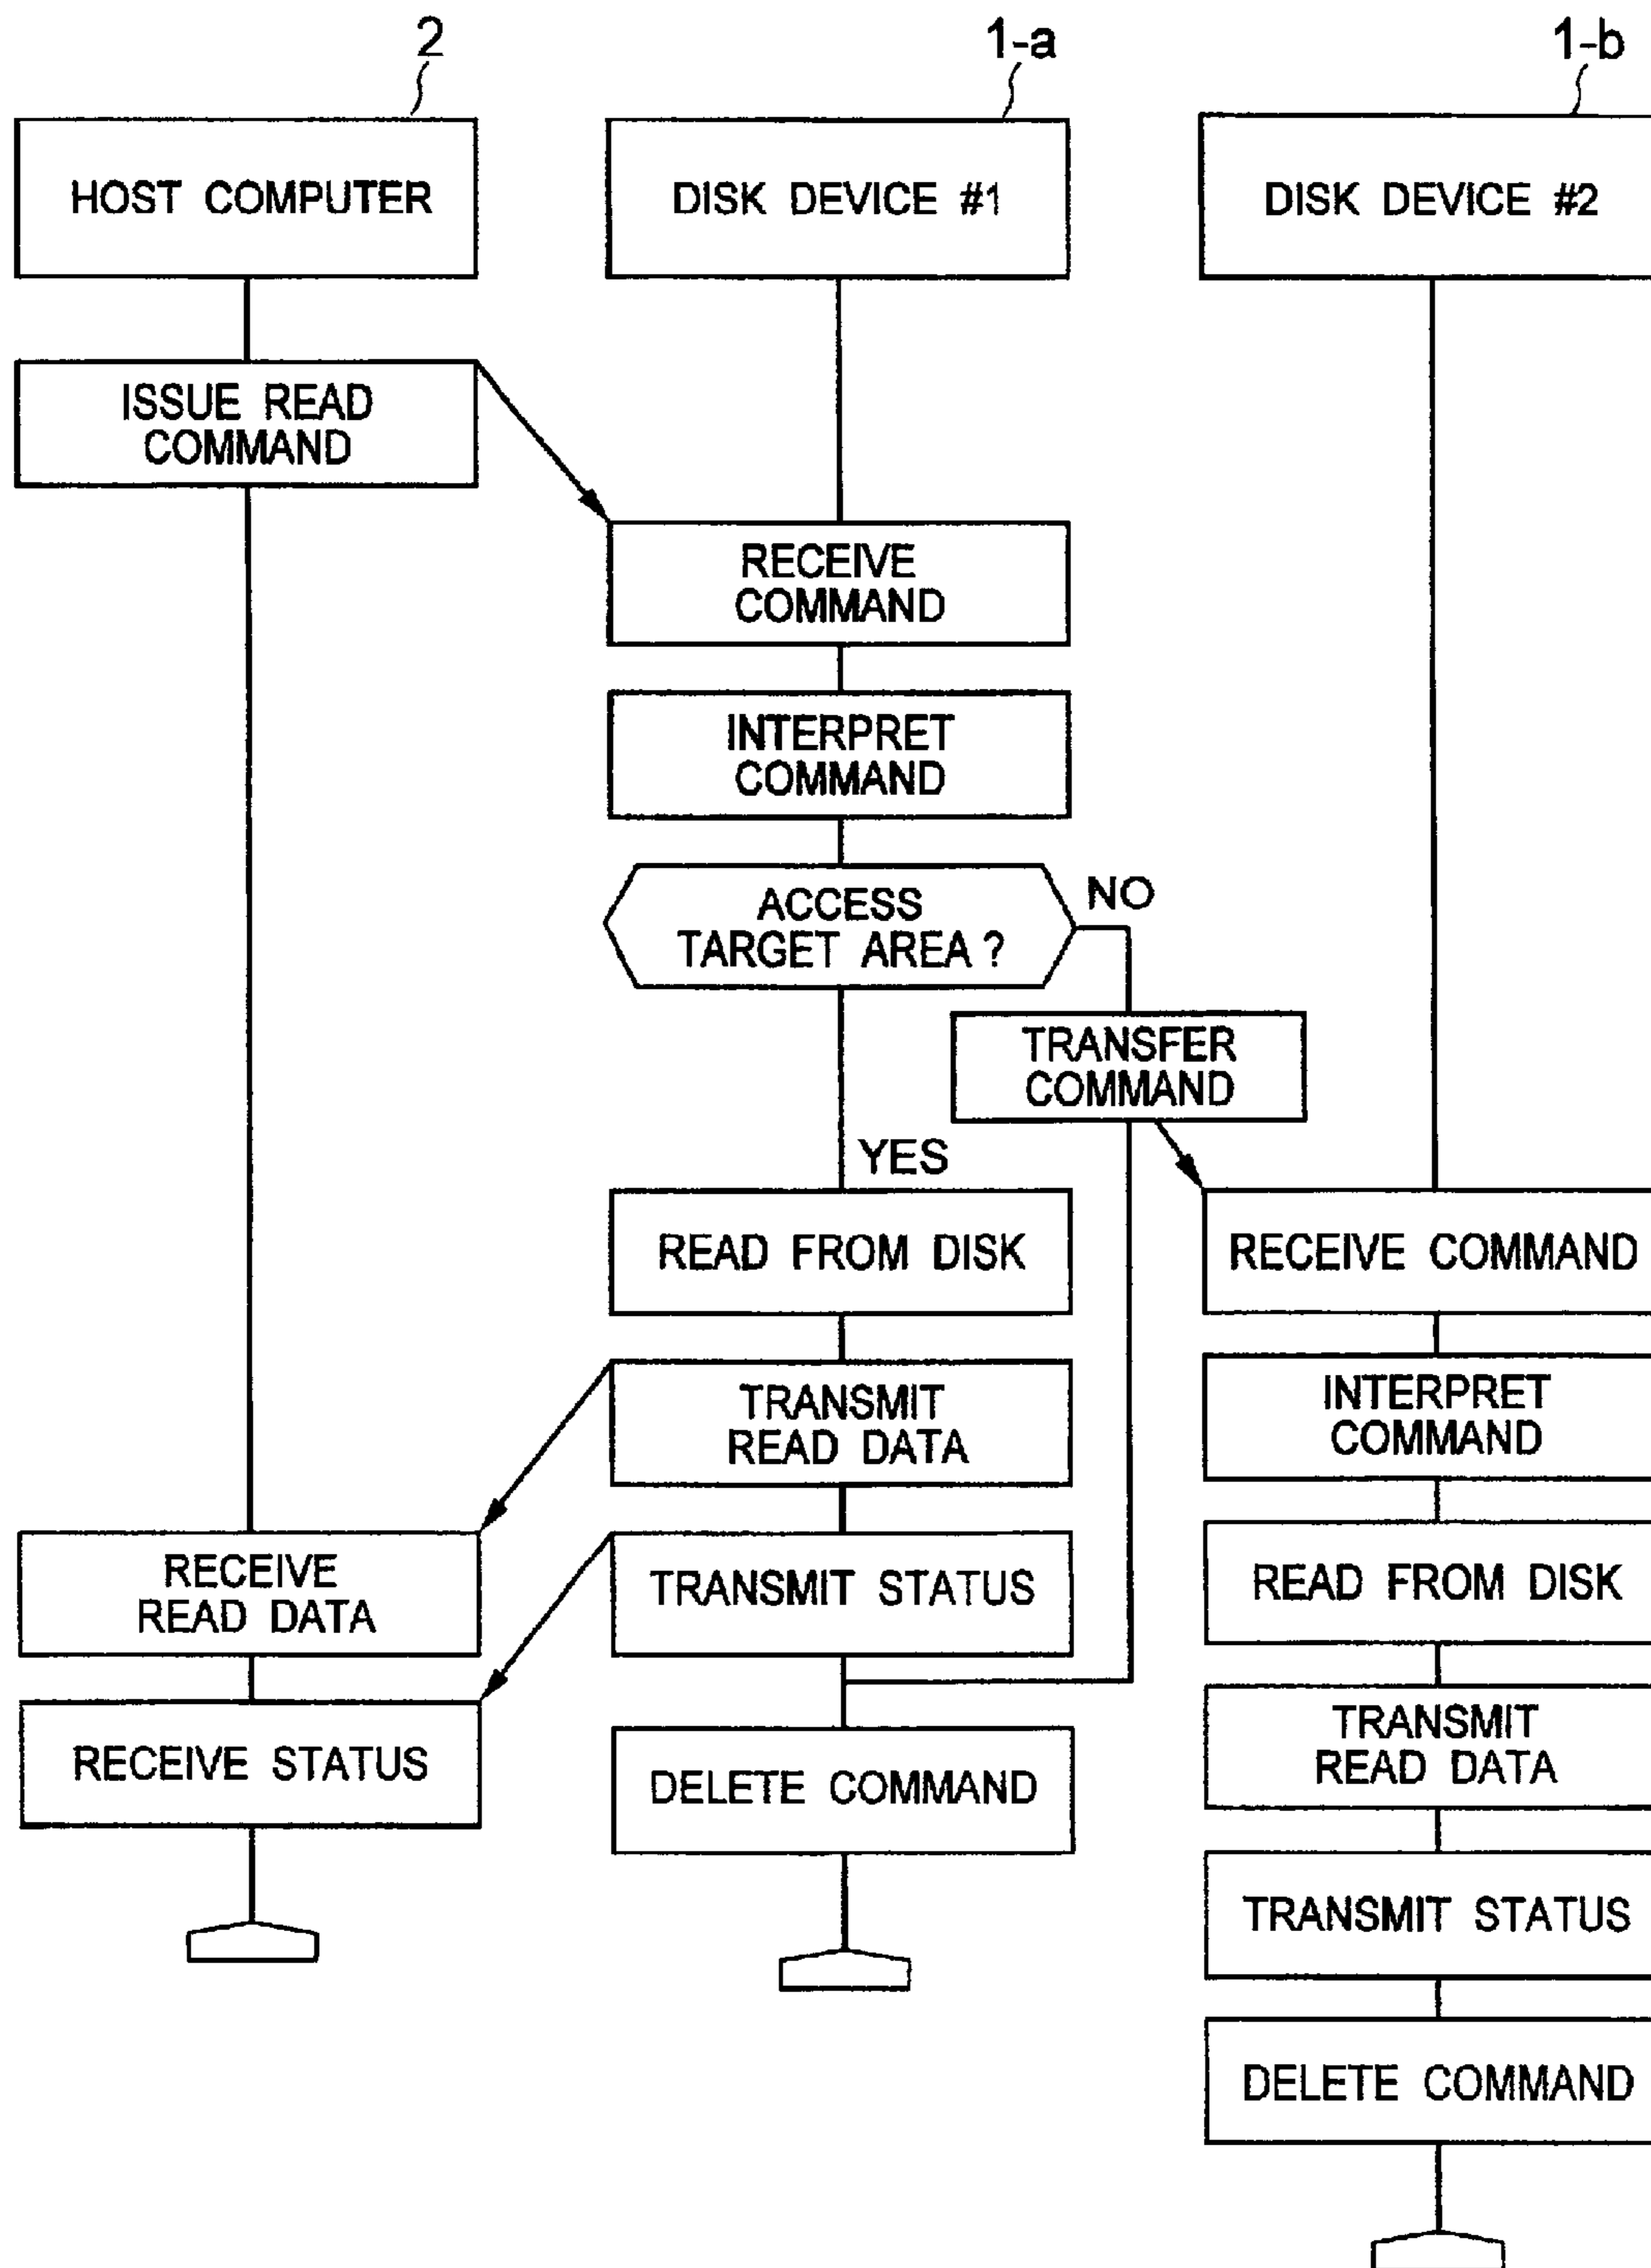 2
1-a
1-b
HOST COMPUTER
DISK DEVICE #1
DISK DEVICE #2
ISSUE READ
COMMAND
RECEIVE
COMMAND
INTERPRET
COMMAND
ACCESS
TARGET AREA?
NO
TRANSFER
COMMAND
YES
READ FROM DISK
RECEIVE COMMAND
TRANSMIT
READ DATA
INTERPRET
COMMAND
RECEIVE
READ DATA
TRANSMIT STATUS
READ FROM DISK
RECEIVE STATUS
DELETE COMMAND
TRANSMIT
READ DATA
TRANSMIT STATUS
DELETE COMMAND